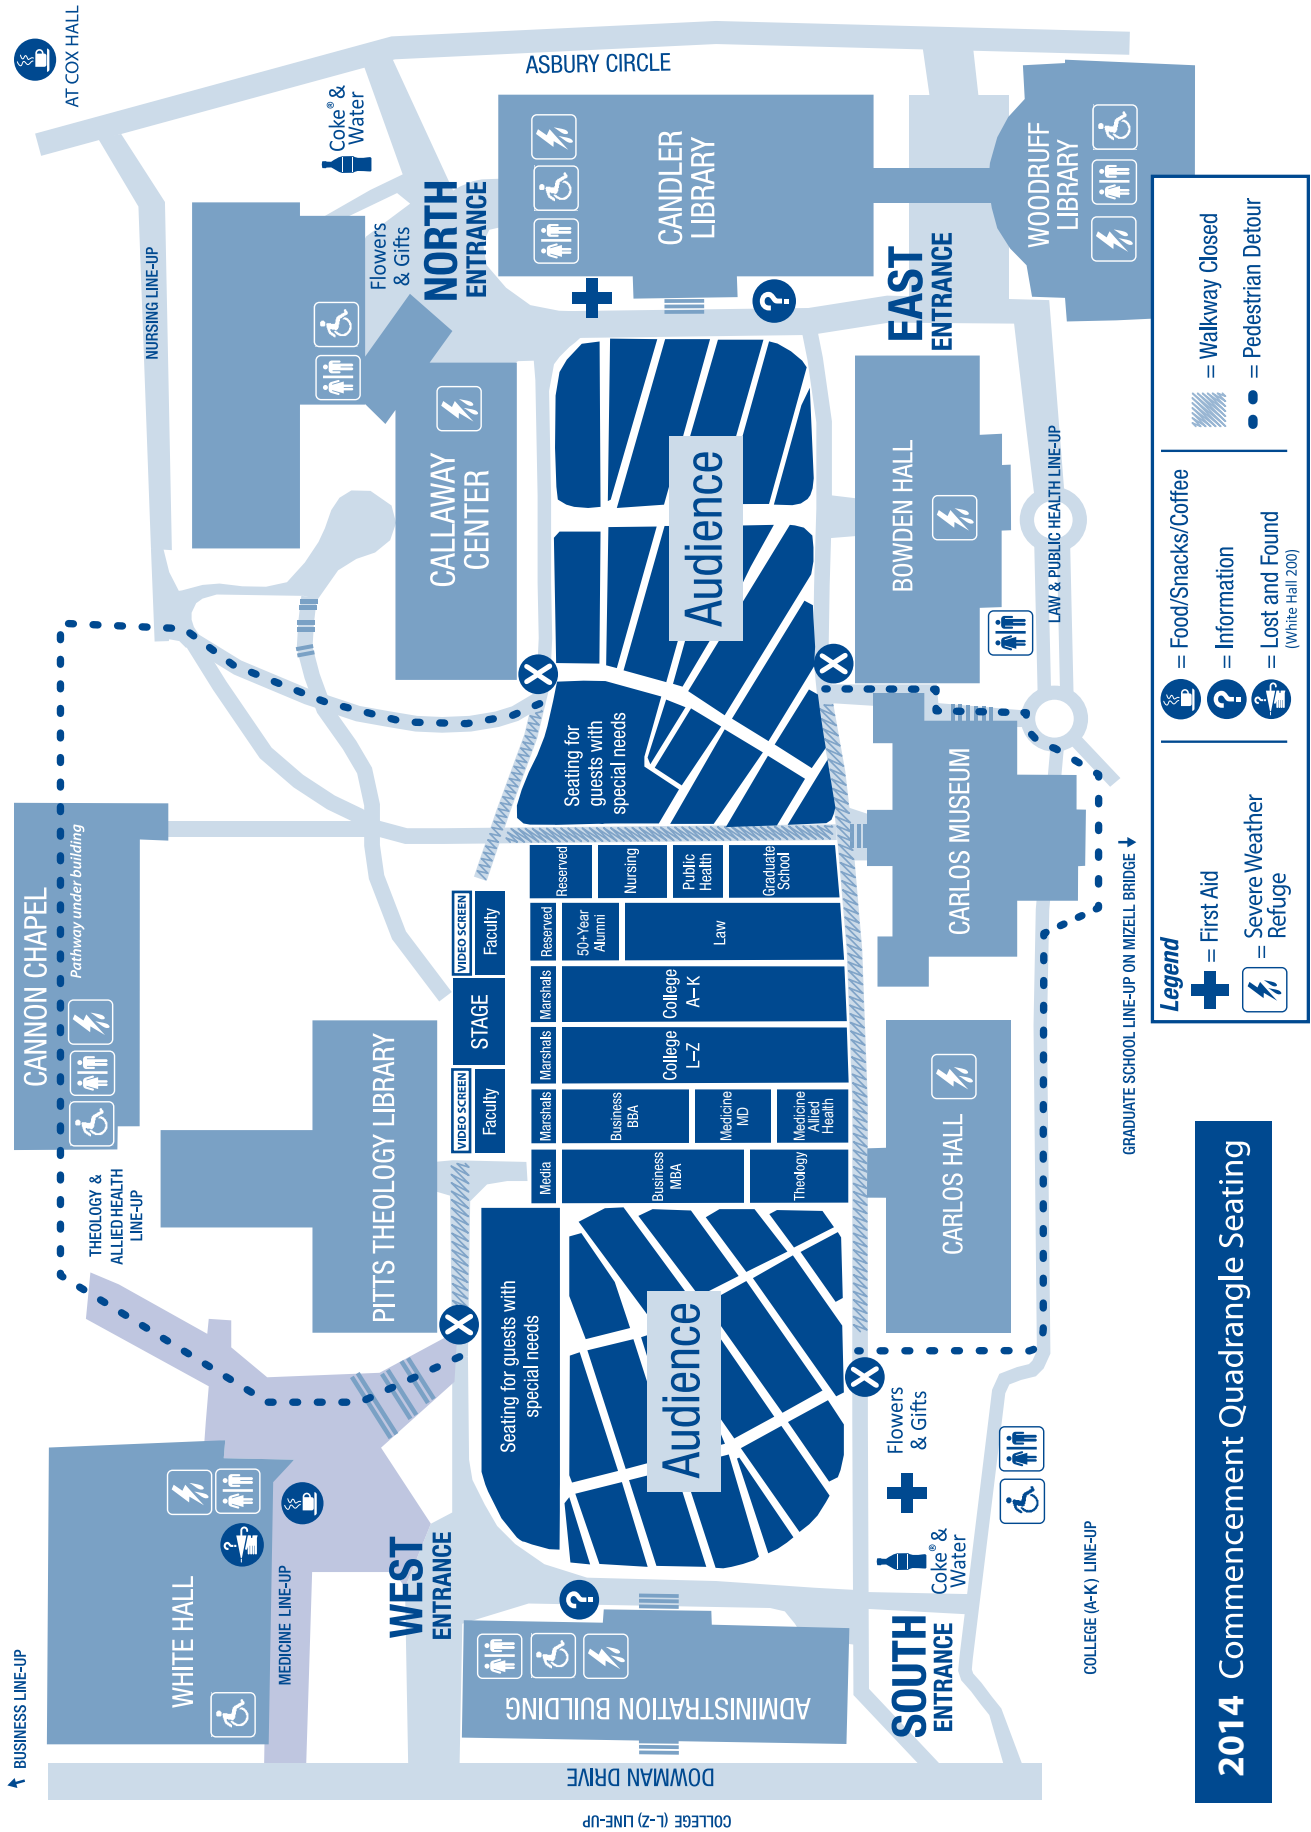 AT COX HALL
ASBURY CIRCLE
Coke® &
Water
NURSING LINE-UP
Flowers
& Gifts
NORTH
ENTRANCE
CANDLER
LIBRARY
WOODRUFF
LIBRARY
EAST
ENTRANCE
CALLAWAY
CENTER
Audience
BOWDEN HALL
LAW & PUBLIC HEALTH LINE-UP
Seating for
guests with
special needs
CANNON CHAPEL
Pathway under building
CARLOS MUSEUM
VIDEO SCREEN
Faculty
STAGE
VIDEO SCREEN
Faculty
Reserved
Nursing
Public
Health
Graduate
School
Reserved
50+Year
Alumni
Law
Marshals
College
A–K
Marshals
College
L–Z
Marshals
Business
BBA
Medicine
MD
Medicine
Allied
Health
Media
Business
MBA
Theology
PITTS THEOLOGY LIBRARY
THEOLOGY &
ALLIED HEALTH
LINE-UP
CARLOS HALL
GRADUATE SCHOOL LINE-UP ON MIZELL BRIDGE
Seating for guests with
special needs
Audience
Flowers
& Gifts
Coke® &
Water
WHITE HALL
MEDICINE LINE-UP
BUSINESS LINE-UP
WEST
ENTRANCE
ADMINISTRATION BUILDING
SOUTH
ENTRANCE
COLLEGE (A-K) LINE-UP
DOWMAN DRIVE
COLLEGE (L-Z) LINE-UP
Legend
= First Aid
= Severe Weather
Refuge
= Food/Snacks/Coffee
= Information
= Lost and Found
(White Hall 200)
= Walkway Closed
= Pedestrian Detour
2014 Commencement Quadrangle Seating